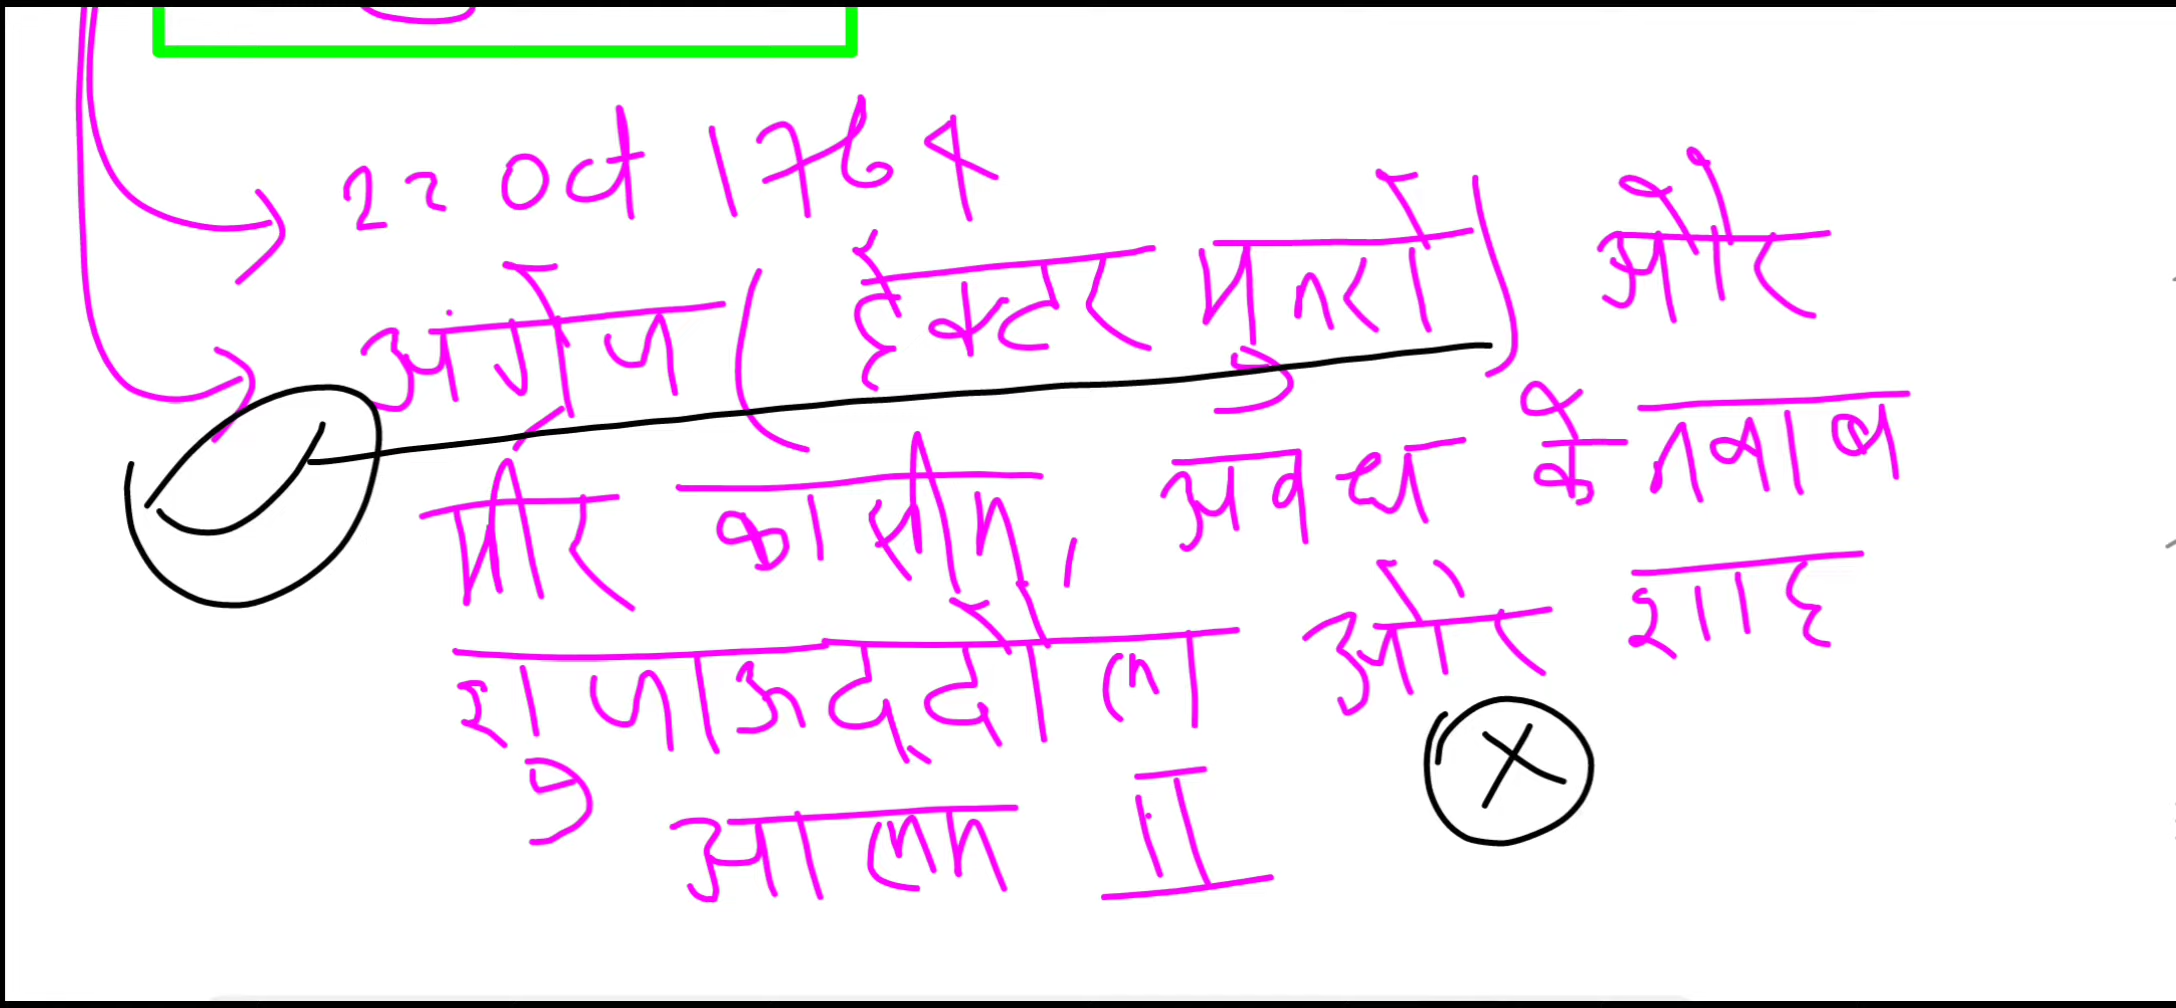 22 Oct 1764
अंग्रेज (हेक्टर मुनरो) और
मीर कासीम, अवध के नवाब
शुजाउद्दौला और शाह
आलम II